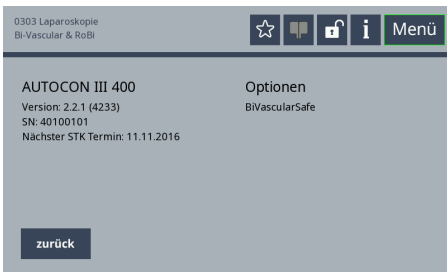 0303 Laparoskopie
Bi-Vascular & RoBi
i
Menü
AUTOCON III 400
Version: 2.2.1 (4233)
SN: 40100101
Nächster STK Termin: 11.11.2016
Optionen
BiVascularSafe
zurück